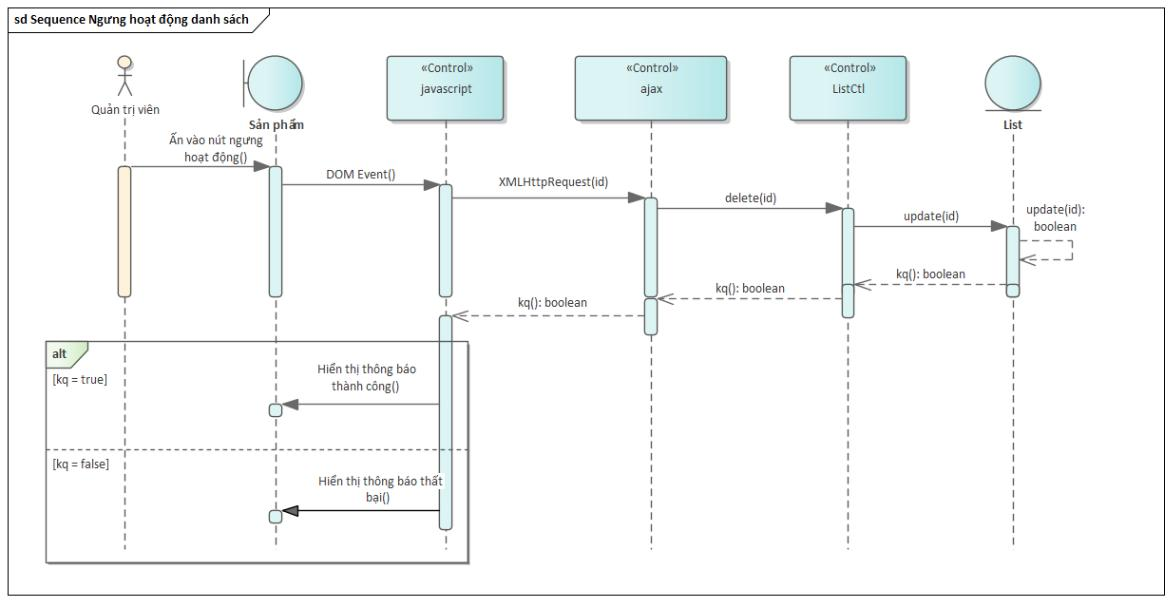 sd Sequence Ngưng hoạt động danh sách
«Control»
javascript
«Control»
ajax
«Control»
ListCtl
Quản trị viên
Sản phẩm
List
Ấn vào nút ngưng
hoạt động()
DOM Event()
XMLHttpRequest(id)
delete(id)
update(id)
update(id):
boolean
kq(): boolean
kq(): boolean
kq(): boolean
alt
[kq = true]
Hiển thị thông báo
thành công()
[kq = false]
Hiển thị thông báo thất
bại()